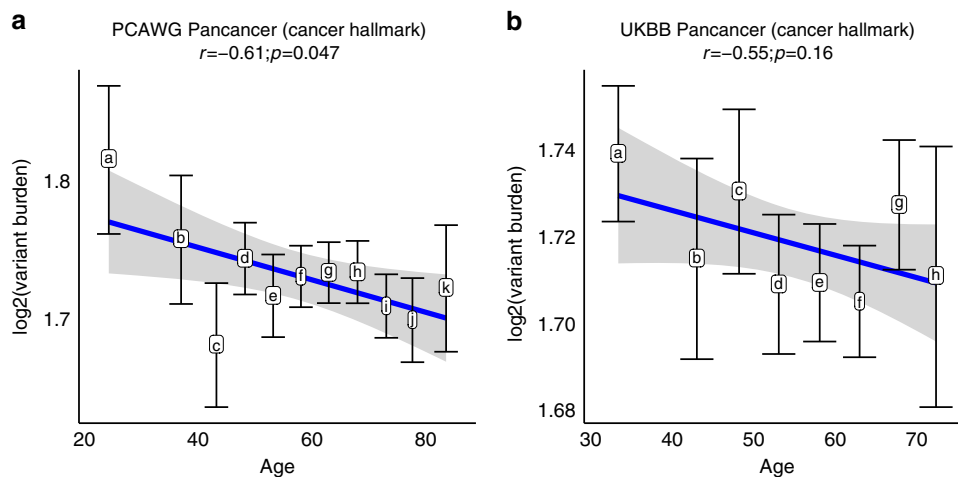 a
PCAWG Pancancer (cancer hallmark)
r=−0.61;p=0.047
log2(variant burden)
1.8
1.7
a
b
c
d
e
f
g
h
i
j
k
20
40
60
80
Age
b
UKBB Pancancer (cancer hallmark)
r=−0.55;p=0.16
log2(variant burden)
1.74
1.72
1.70
1.68
a
b
c
d
e
f
g
h
30
40
50
60
70
Age